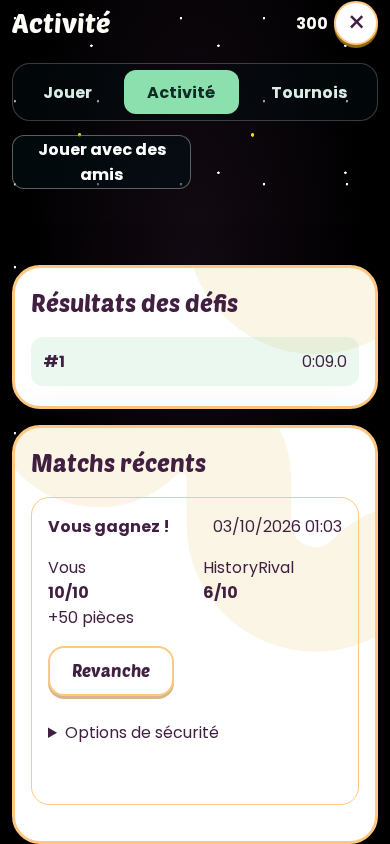 Activité
300 ✕
Jouer Activité Tournois
Jouer avec des
amis
Résultats des défis
#1 0:09.0
Matchs récents
Vous gagnez ! 03/10/2026 01:03
Vous HistoryRival
10/10 6/10
+50 pièces
Revanche
▶ Options de sécurité